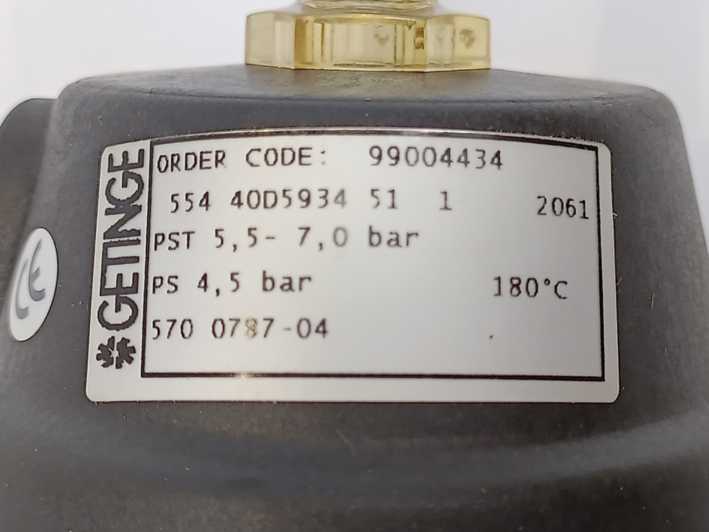 GETINGE
ORDER CODE: 99004434
554 40D5934 51 1 2061
PST 5,5- 7,0 bar
PS 4,5 bar 180°C
570 0787-04
CE